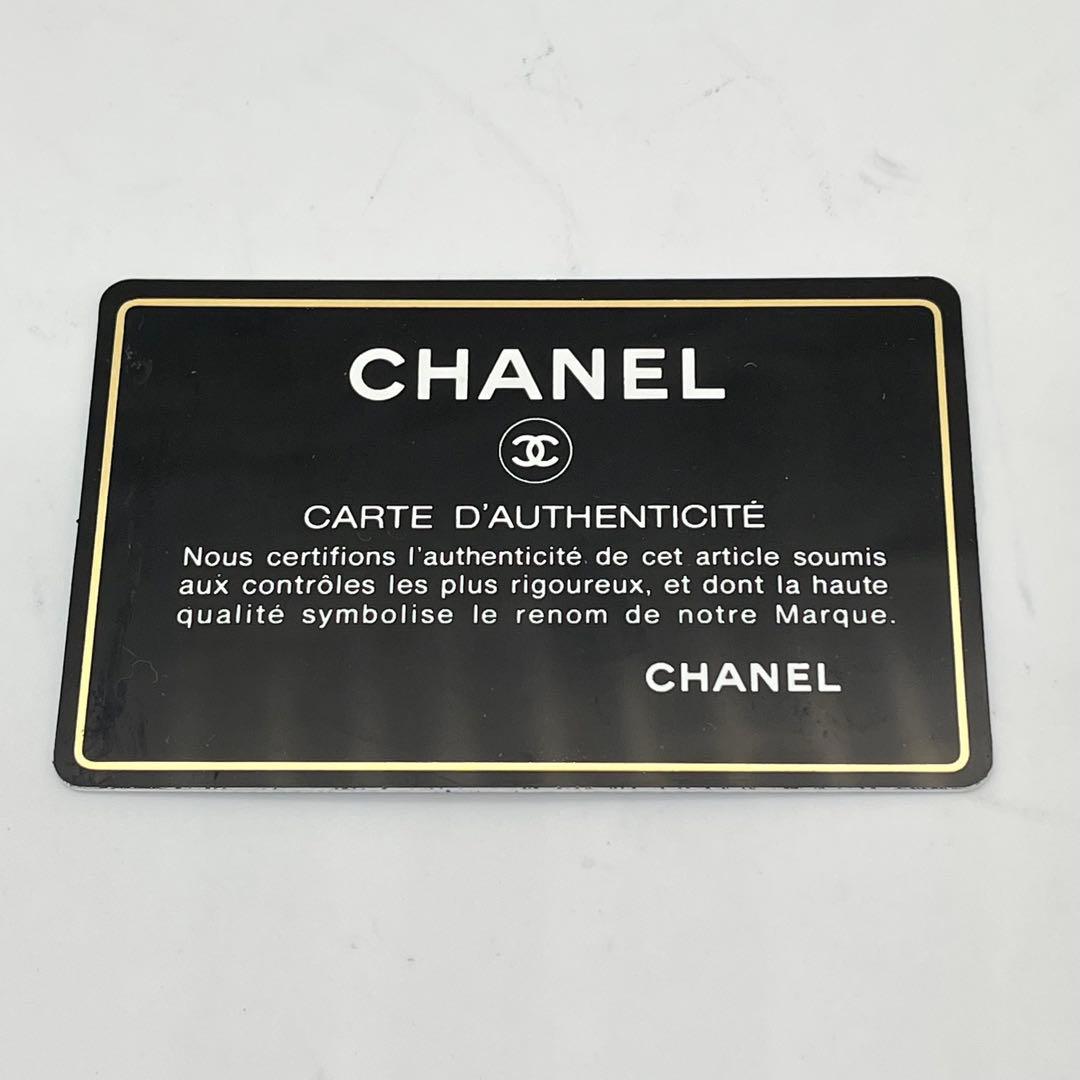 CHANEL
CARTE D'AUTHENTICITÉ
Nous certifions l'authenticité de cet article soumis
aux contrôles les plus rigoureux, et dont la haute
qualité symbolise le renom de notre Marque.
CHANEL